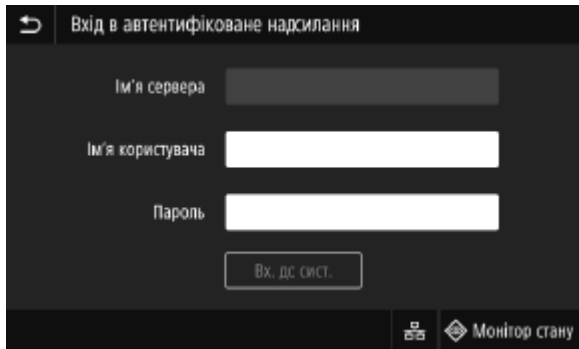 Вхід в автентифіковане надсилання
Ім'я сервера
Ім'я користувача
Пароль
Вх. дс сист.
Монітор стану